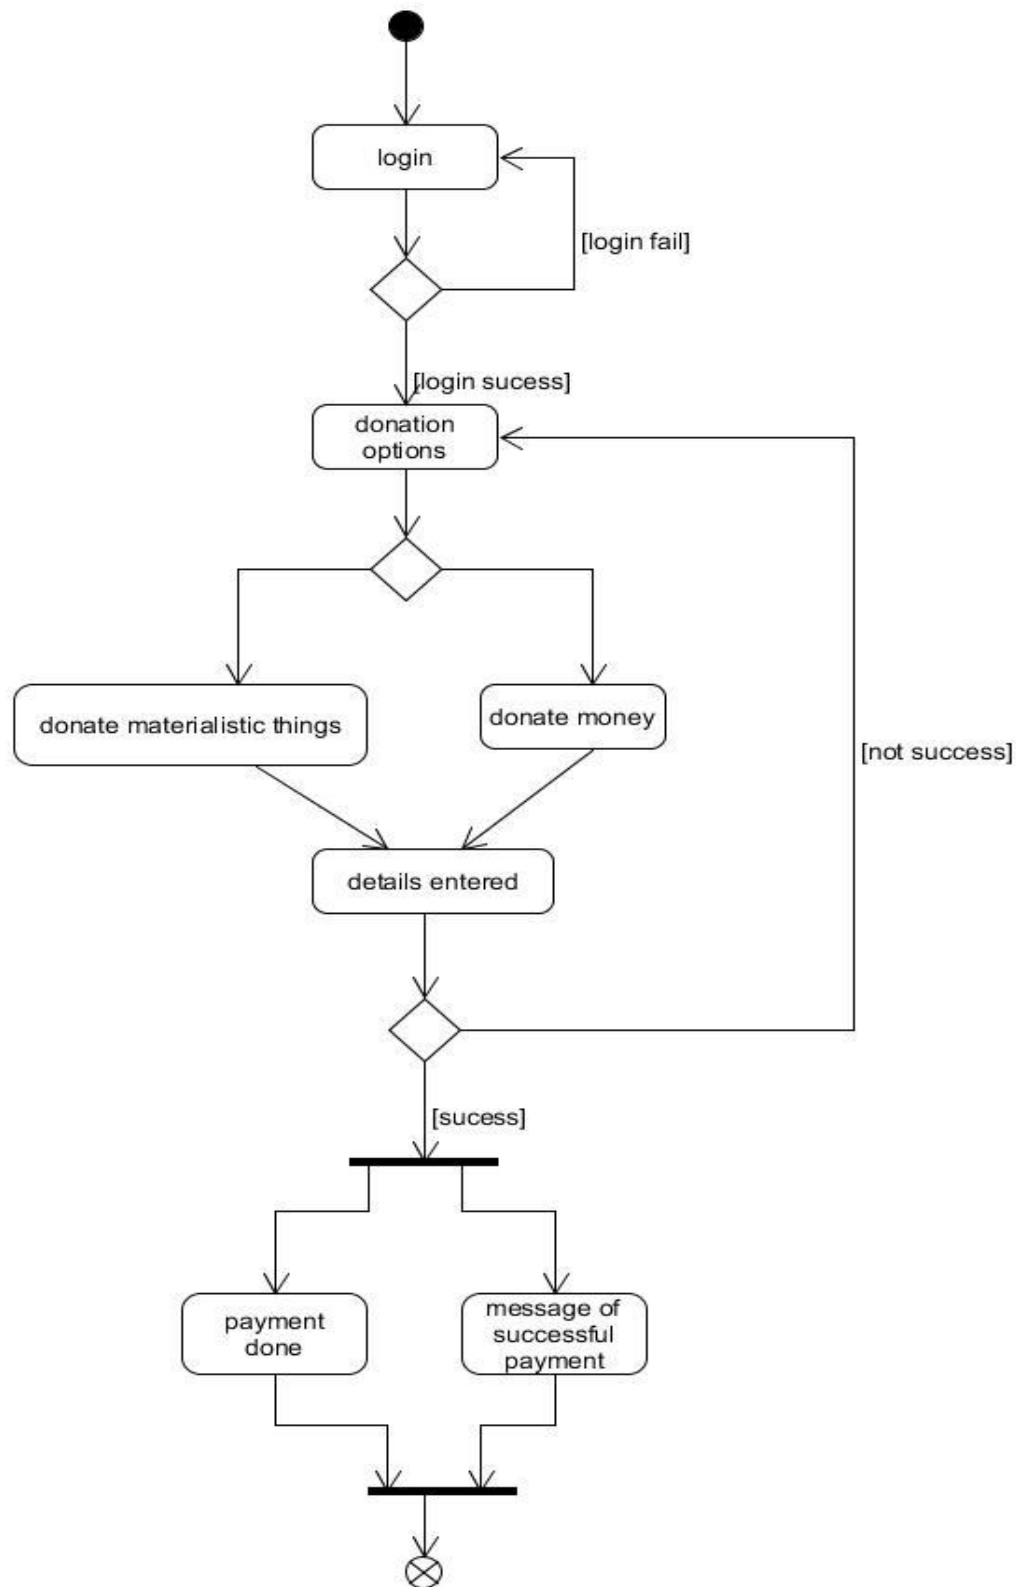 login
[login fail]
[login sucess]
donation
options
donate materialistic things
donate money
[not success]
details entered
[sucess]
payment
done
message of
successful
payment